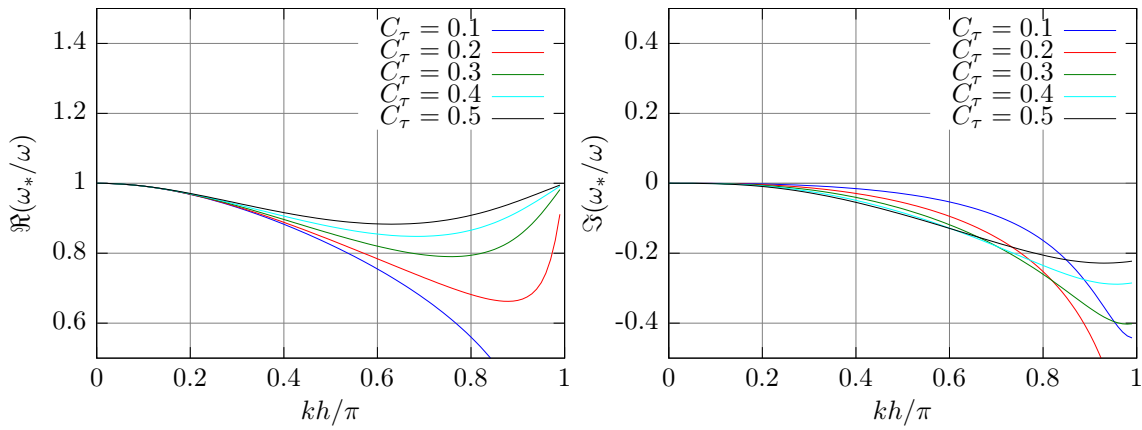 1.4
1.2
1
0.8
0.6
ℜ(ω*/ω)
C_τ = 0.1
C_τ = 0.2
C_τ = 0.3
C_τ = 0.4
C_τ = 0.5
0 0.2 0.4 0.6 0.8 1
kh/π
0.4
0.2
0
-0.2
-0.4
ℑ(ω*/ω)
C_τ = 0.1
C_τ = 0.2
C_τ = 0.3
C_τ = 0.4
C_τ = 0.5
0 0.2 0.4 0.6 0.8 1
kh/π